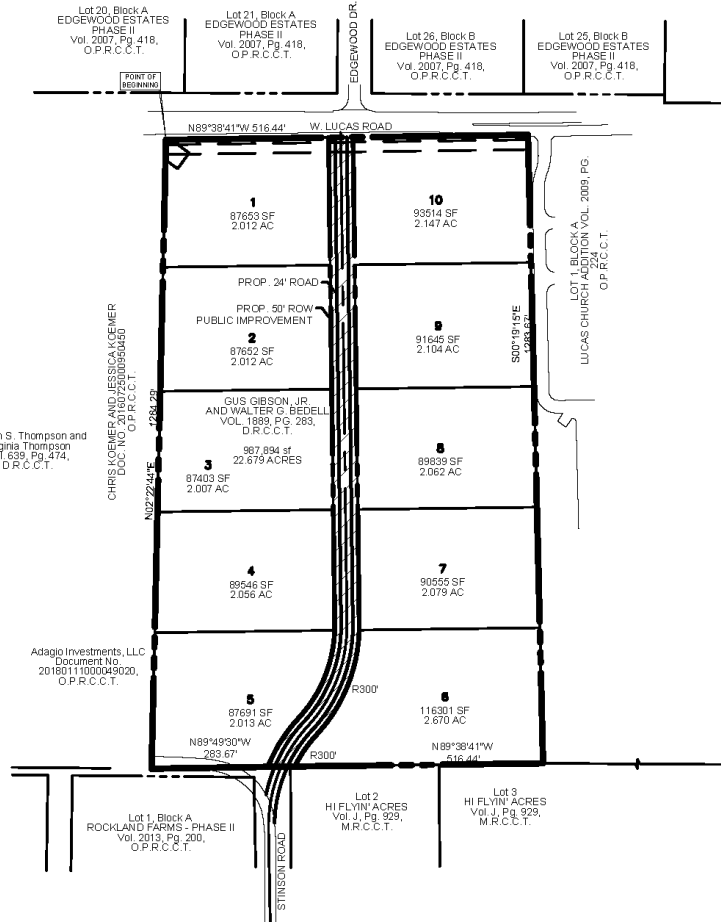 Lot 20, Block A
EDGEWOOD ESTATES
PHASE II
Vol. 2007, Pg. 418,
O.P.R.C.C.T.
Lot 21, Block A
EDGEWOOD ESTATES
PHASE II
Vol. 2007, Pg. 418,
O.P.R.C.C.T.
EDGEWOOD DR.
Lot 26, Block B
EDGEWOOD ESTATES
PHASE II
Vol. 2007, Pg. 418,
O.P.R.C.C.T.
Lot 25, Block B
EDGEWOOD ESTATES
PHASE II
Vol. 2007, Pg. 418,
O.P.R.C.C.T.
POINT OF
BEGINNING
N89°38'41"W 516.44'
W. LUCAS ROAD
1
87653 SF
2.012 AC
10
93514 SF
2.147 AC
LOT 1, BLOCK A
LUCAS CHURCH ADDITION VOL. 2009, PG.
224
O.P.R.C.C.T.
PROP. 24' ROAD
PROP. 50' ROW
PUBLIC IMPROVEMENT
2
87652 SF
2.012 AC
9
91645 SF
2.104 AC
S00°19'15"E
1283.67'
CHRIS KOEMER AND JESSICA KOEMER
DOC. NO. 20160725000950450
O.P.R.C.C.T.
1284.29'
N02°22'44"E
GUS GIBSON, JR.
AND WALTER G. BEDELL
VOL. 1889, PG. 283,
D.R.C.C.T.
987,894 sf
22.679 ACRES
3
87403 SF
2.007 AC
8
89839 SF
2.062 AC
S. Thompson and
ginia Thompson
639, Pg. 474,
D.R.C.C.T.
4
89546 SF
2.056 AC
7
90555 SF
2.079 AC
Adagio Investments, LLC
Document No.
20180111000049020,
O.P.R.C.C.T.
5
87691 SF
2.013 AC
R300'
6
116301 SF
2.670 AC
N89°49'30"W
283.67'
R300'
N89°38'41"W
516.44'
Lot 1, Block A
ROCKLAND FARMS - PHASE II
Vol. 2013, Pg. 200,
O.P.R.C.C.T.
STINSON ROAD
Lot 2
HI FLYIN' ACRES
Vol. J, Pg. 929,
M.R.C.C.T.
Lot 3
HI FLYIN' ACRES
Vol. J, Pg. 929,
M.R.C.C.T.